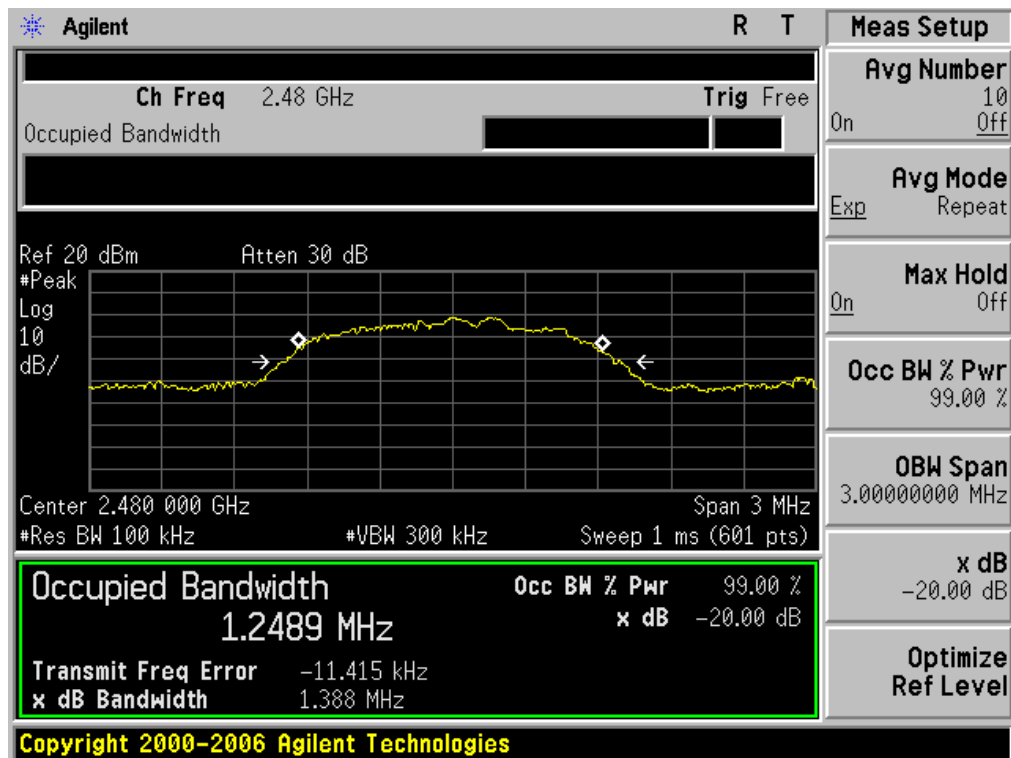 Agilent R T
Ch Freq 2.48 GHz Trig Free
Occupied Bandwidth
Ref 20 dBm Atten 30 dB
#Peak
Log
10
dB/
Center 2.480 000 GHz Span 3 MHz
#Res BW 100 kHz #VBW 300 kHz Sweep 1 ms (601 pts)
Occupied Bandwidth Occ BW % Pwr 99.00 %
1.2489 MHz x dB -20.00 dB
Transmit Freq Error -11.415 kHz
x dB Bandwidth 1.388 MHz
Copyright 2000-2006 Agilent Technologies
Meas Setup
Avg Number
10
On Off
Avg Mode
Exp Repeat
Max Hold
On Off
Occ BW % Pwr
99.00 %
OBW Span
3.00000000 MHz
x dB
-20.00 dB
Optimize
Ref Level